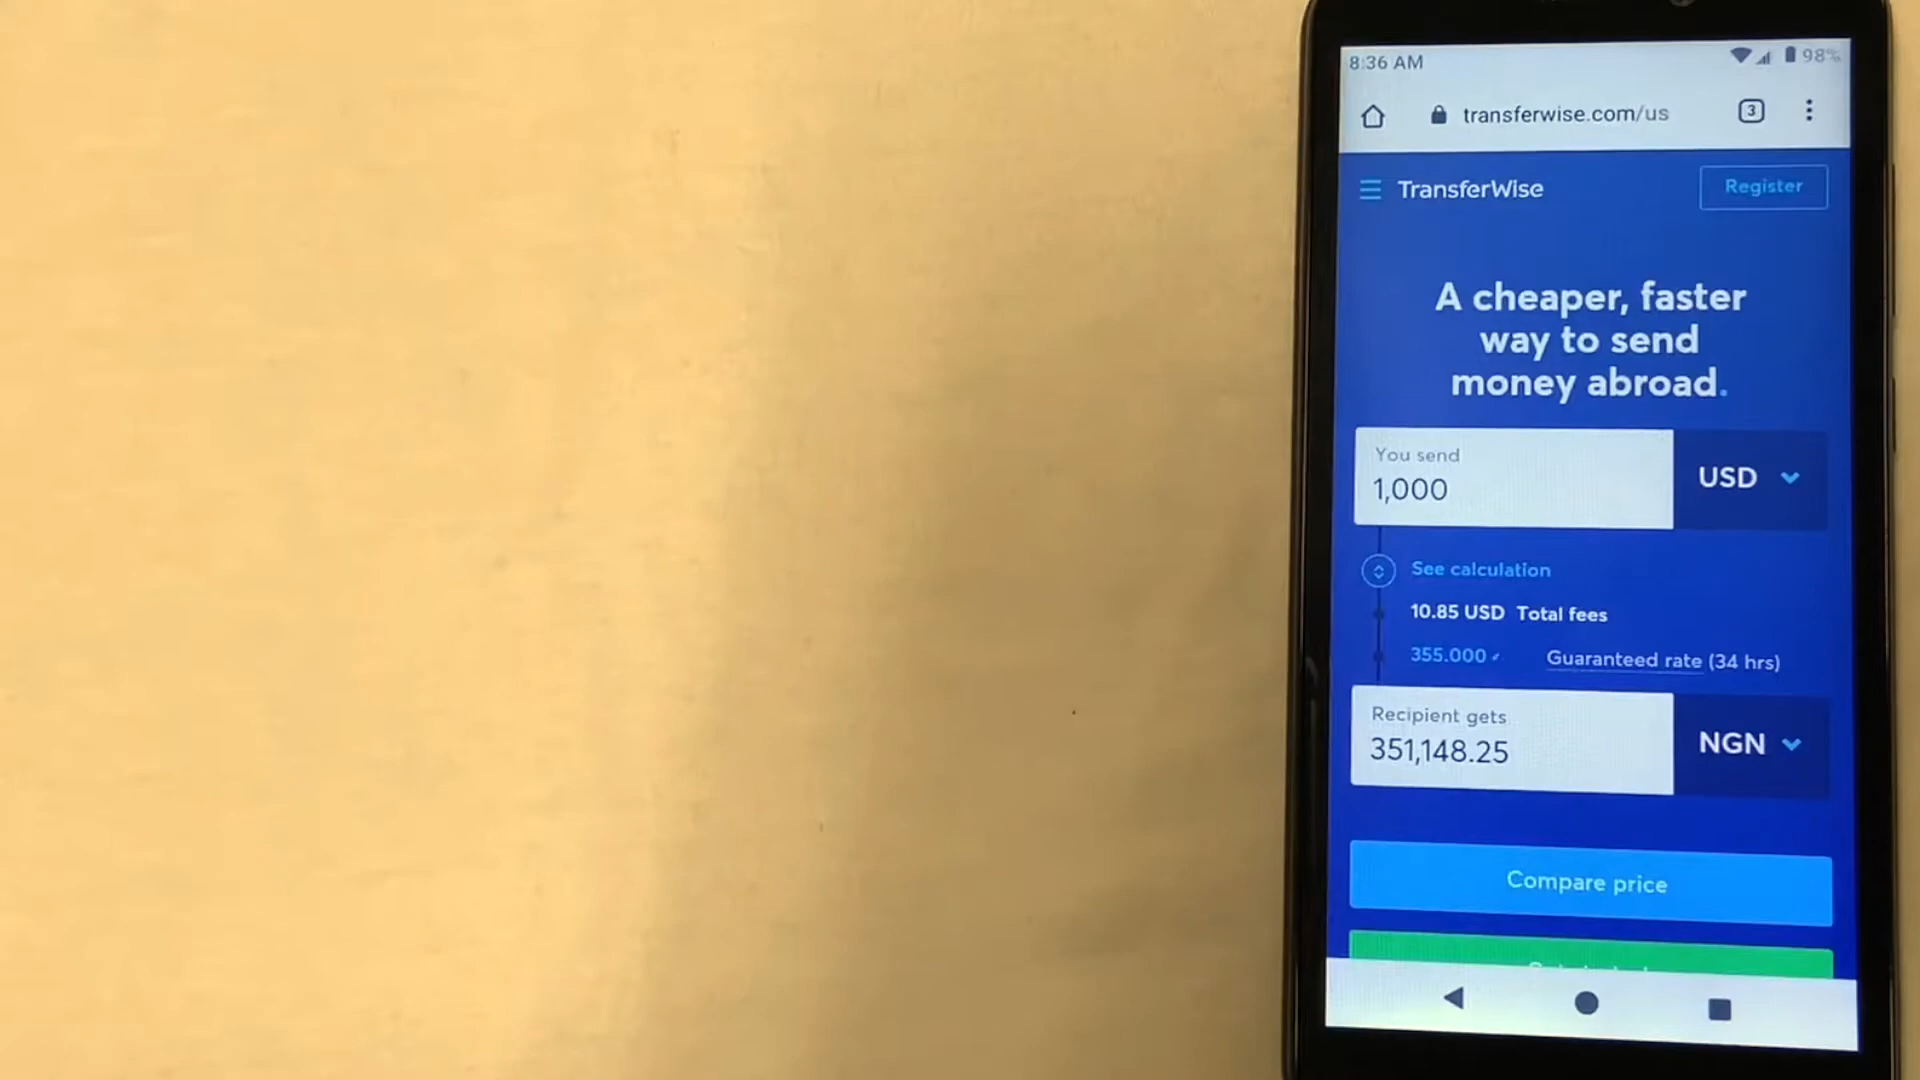 8:36 AM
98%
transferwise.com/us
3
TransferWise
Register
A cheaper, faster
way to send
money abroad.
You send
1,000
USD
See calculation
10.85 USD Total fees
355.000
Guaranteed rate (34 hrs)
Recipient gets
351,148.25
NGN
Compare price